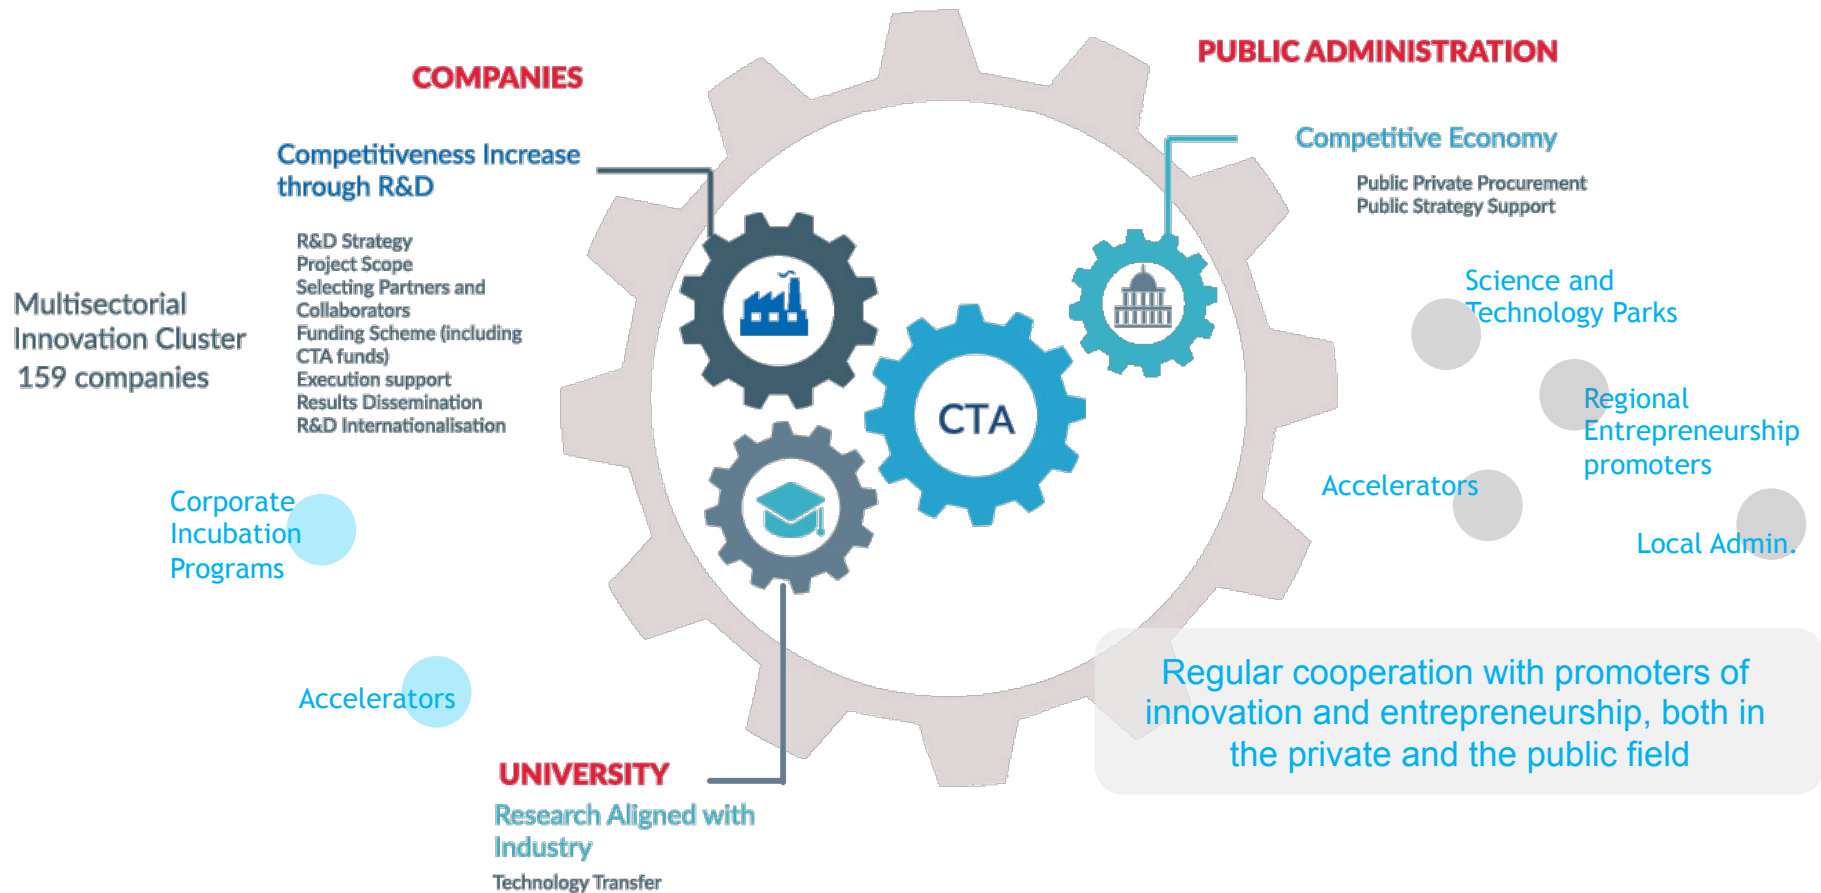 COMPANIES
Competitiveness Increase
through R&D
R&D Strategy
Project Scope
Selecting Partners and
Collaborators
Funding Scheme (including
CTA funds)
Execution support
Results Dissemination
R&D Internationalisation
Multisectorial
Innovation Cluster
159 companies
Corporate
Incubation
Programs
Accelerators
UNIVERSITY
Research Aligned with
Industry
Technology Transfer
CTA
PUBLIC ADMINISTRATION
Competitive Economy
Public Private Procurement
Public Strategy Support
Science and
Technology Parks
Regional
Entrepreneurship
promoters
Accelerators
Local Admin.
Regular cooperation with promoters of
innovation and entrepreneurship, both in
the private and the public field